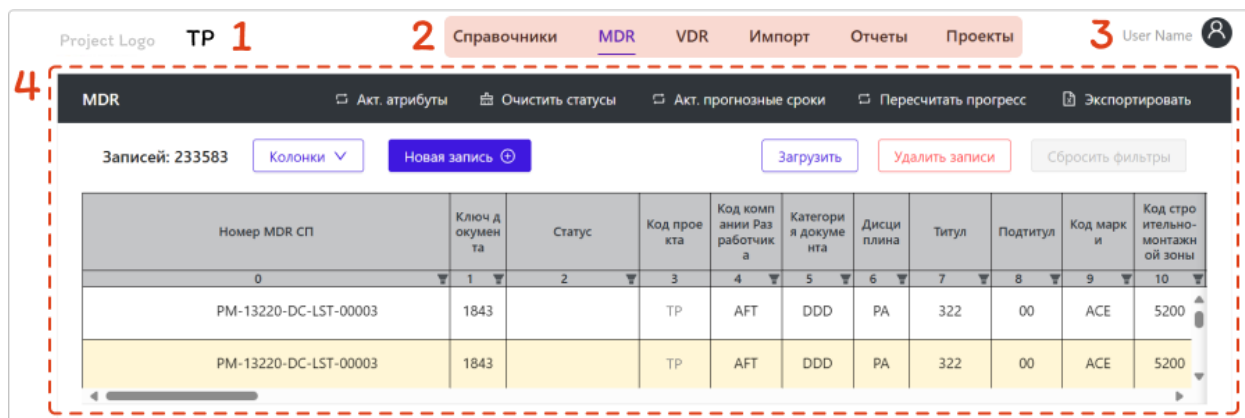 Project Logo TP 1 2 Справочники MDR VDR Импорт Отчеты Проекты 3 User Name
4
MDR Акт. атрибуты Очистить статусы Акт. прогнозные сроки Пересчитать прогресс Экспортировать
Записей: 233583 Колонки Новая запись Загрузить Удалить записи Сбросить фильтры
Номер MDR СП Ключ д окумен та Статус Код прое кта Код комп ании Раз работчик а Категори я докуме нта Дисци плина Титул Подтитул Код марк и Код стро ительно- монтажн ой зоны
0 1 2 3 4 5 6 7 8 9 10
PM-13220-DC-LST-00003 1843 TP AFT DDD PA 322 00 ACE 5200
PM-13220-DC-LST-00003 1843 TP AFT DDD PA 322 00 ACE 5200